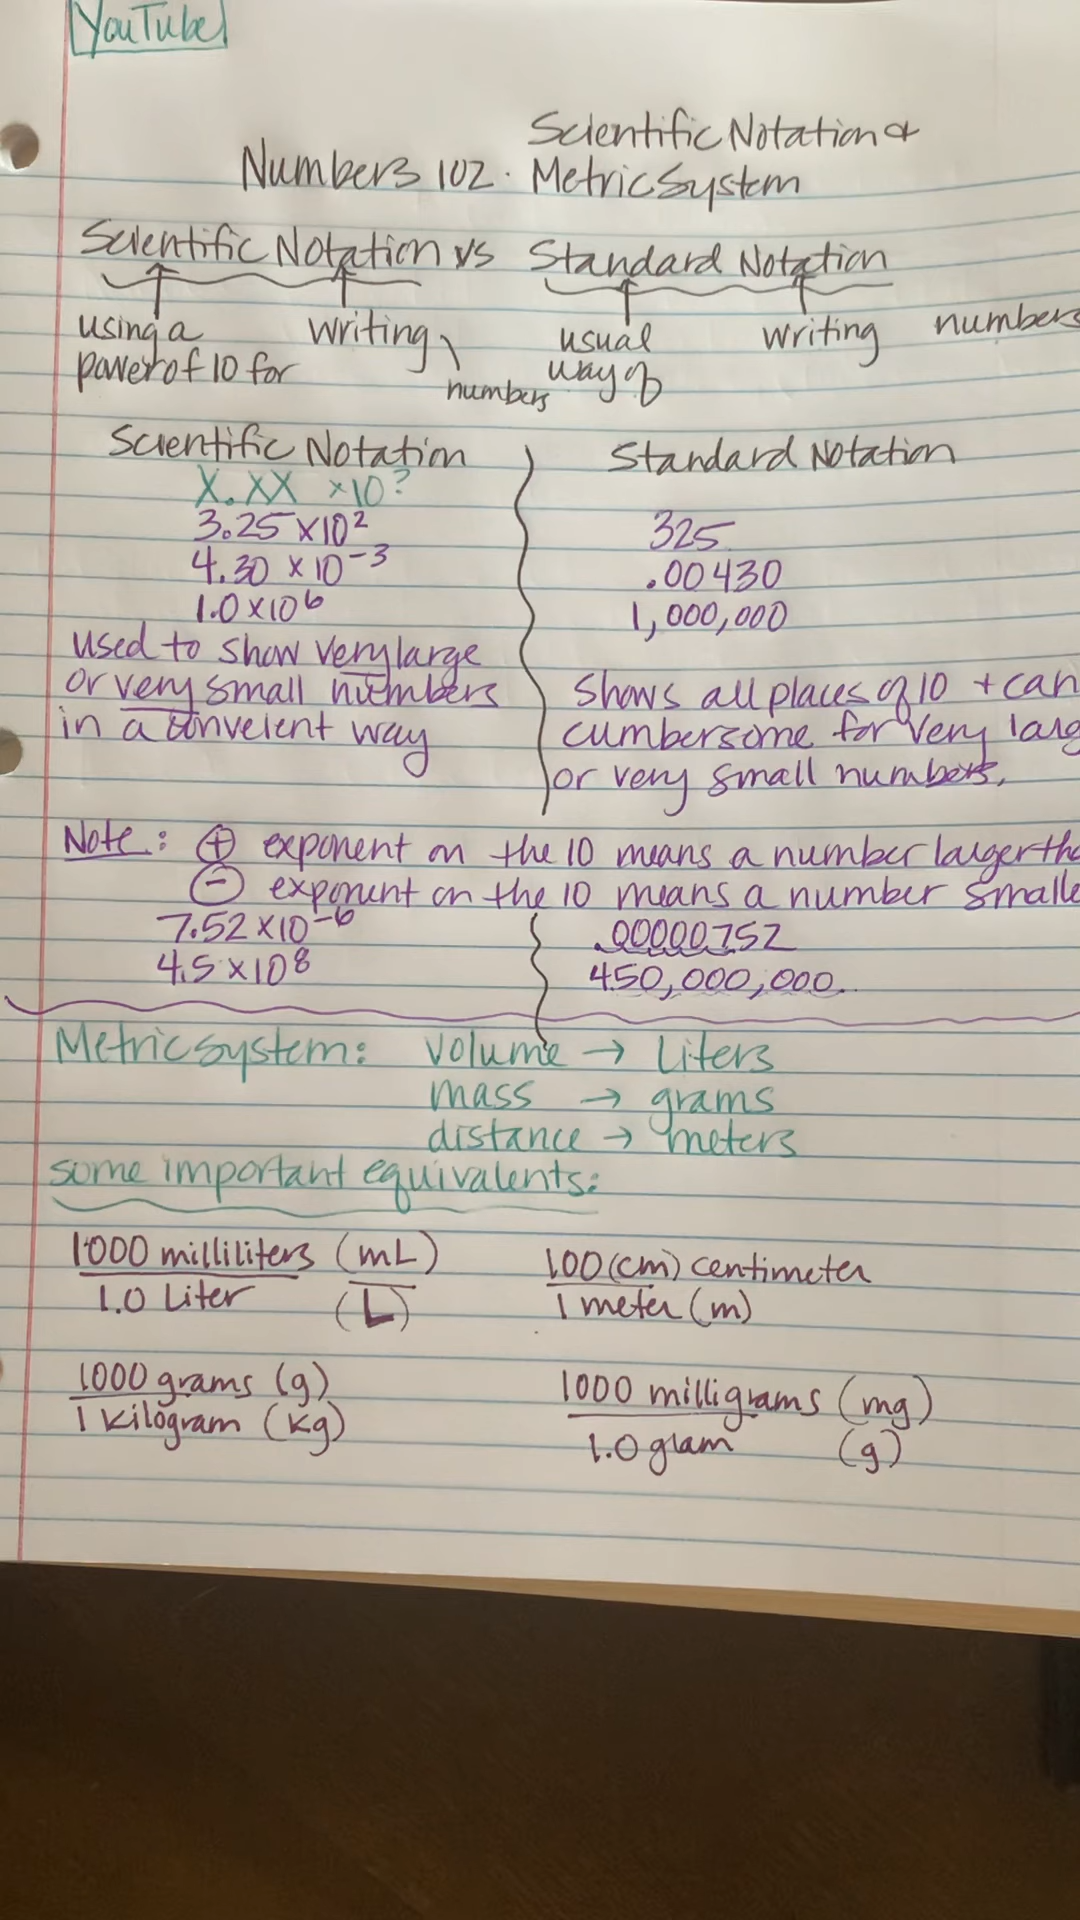 YouTube
Scientific Notation &
Numbers 102. Metric System
Scientific Notation vs Standard Notation
using a writing usual writing numbers
power of 10 for numbers way of
Scientific Notation Standard Notation
X.XX ×10?
3.25 ×10² 325
4.30 × 10⁻³ .00430
1.0 × 10⁶ 1,000,000
used to show very large
or very small numbers Shows all places of 10 + can
in a conveient way cumbersome for very larg
or very small numbers.
Note: ⊕ exponent on the 10 means a number larger tha
⊖ exponent on the 10 means a number smalle
7.52 ×10⁻⁶ .00000752
4.5 ×10⁸ 450,000,000.
Metric system: volume → Liters
mass → grams
distance → meters
some important equivalents:
1000 milliliters (mL) 100 (cm) centimeter
1.0 Liter (L) 1 meter (m)
1000 grams (g) 1000 milligrams (mg)
1 kilogram (kg) 1.0 gram (g)